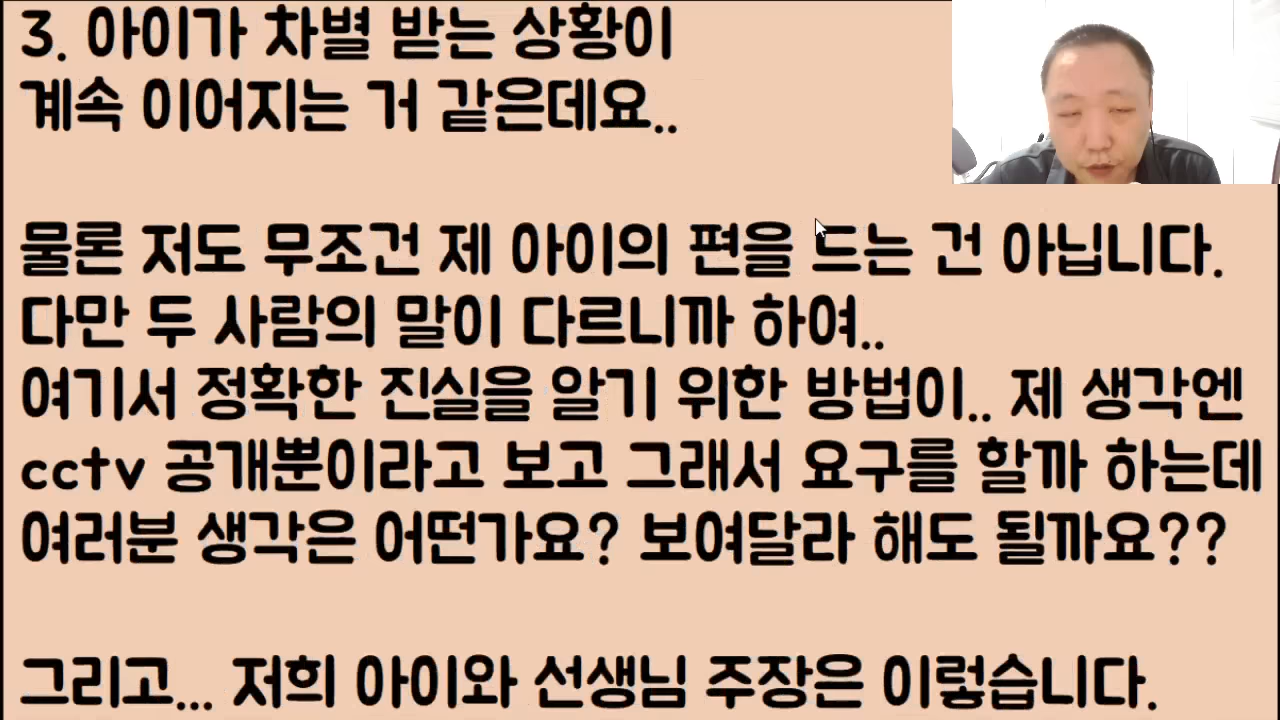 3. 아이가 차별 받는 상황이
계속 이어지는 거 같은데요..
물론 저도 무조건 제 아이의 편을 드는 건 아닙니다.
다만 두 사람의 말이 다르니까 하여..
여기서 정확한 진실을 알기 위한 방법이.. 제 생각엔
cctv 공개뿐이라고 보고 그래서 요구를 할까 하는데
여러분 생각은 어떤가요? 보여달라 해도 될까요??
그리고... 저희 아이와 선생님 주장은 이렇습니다.